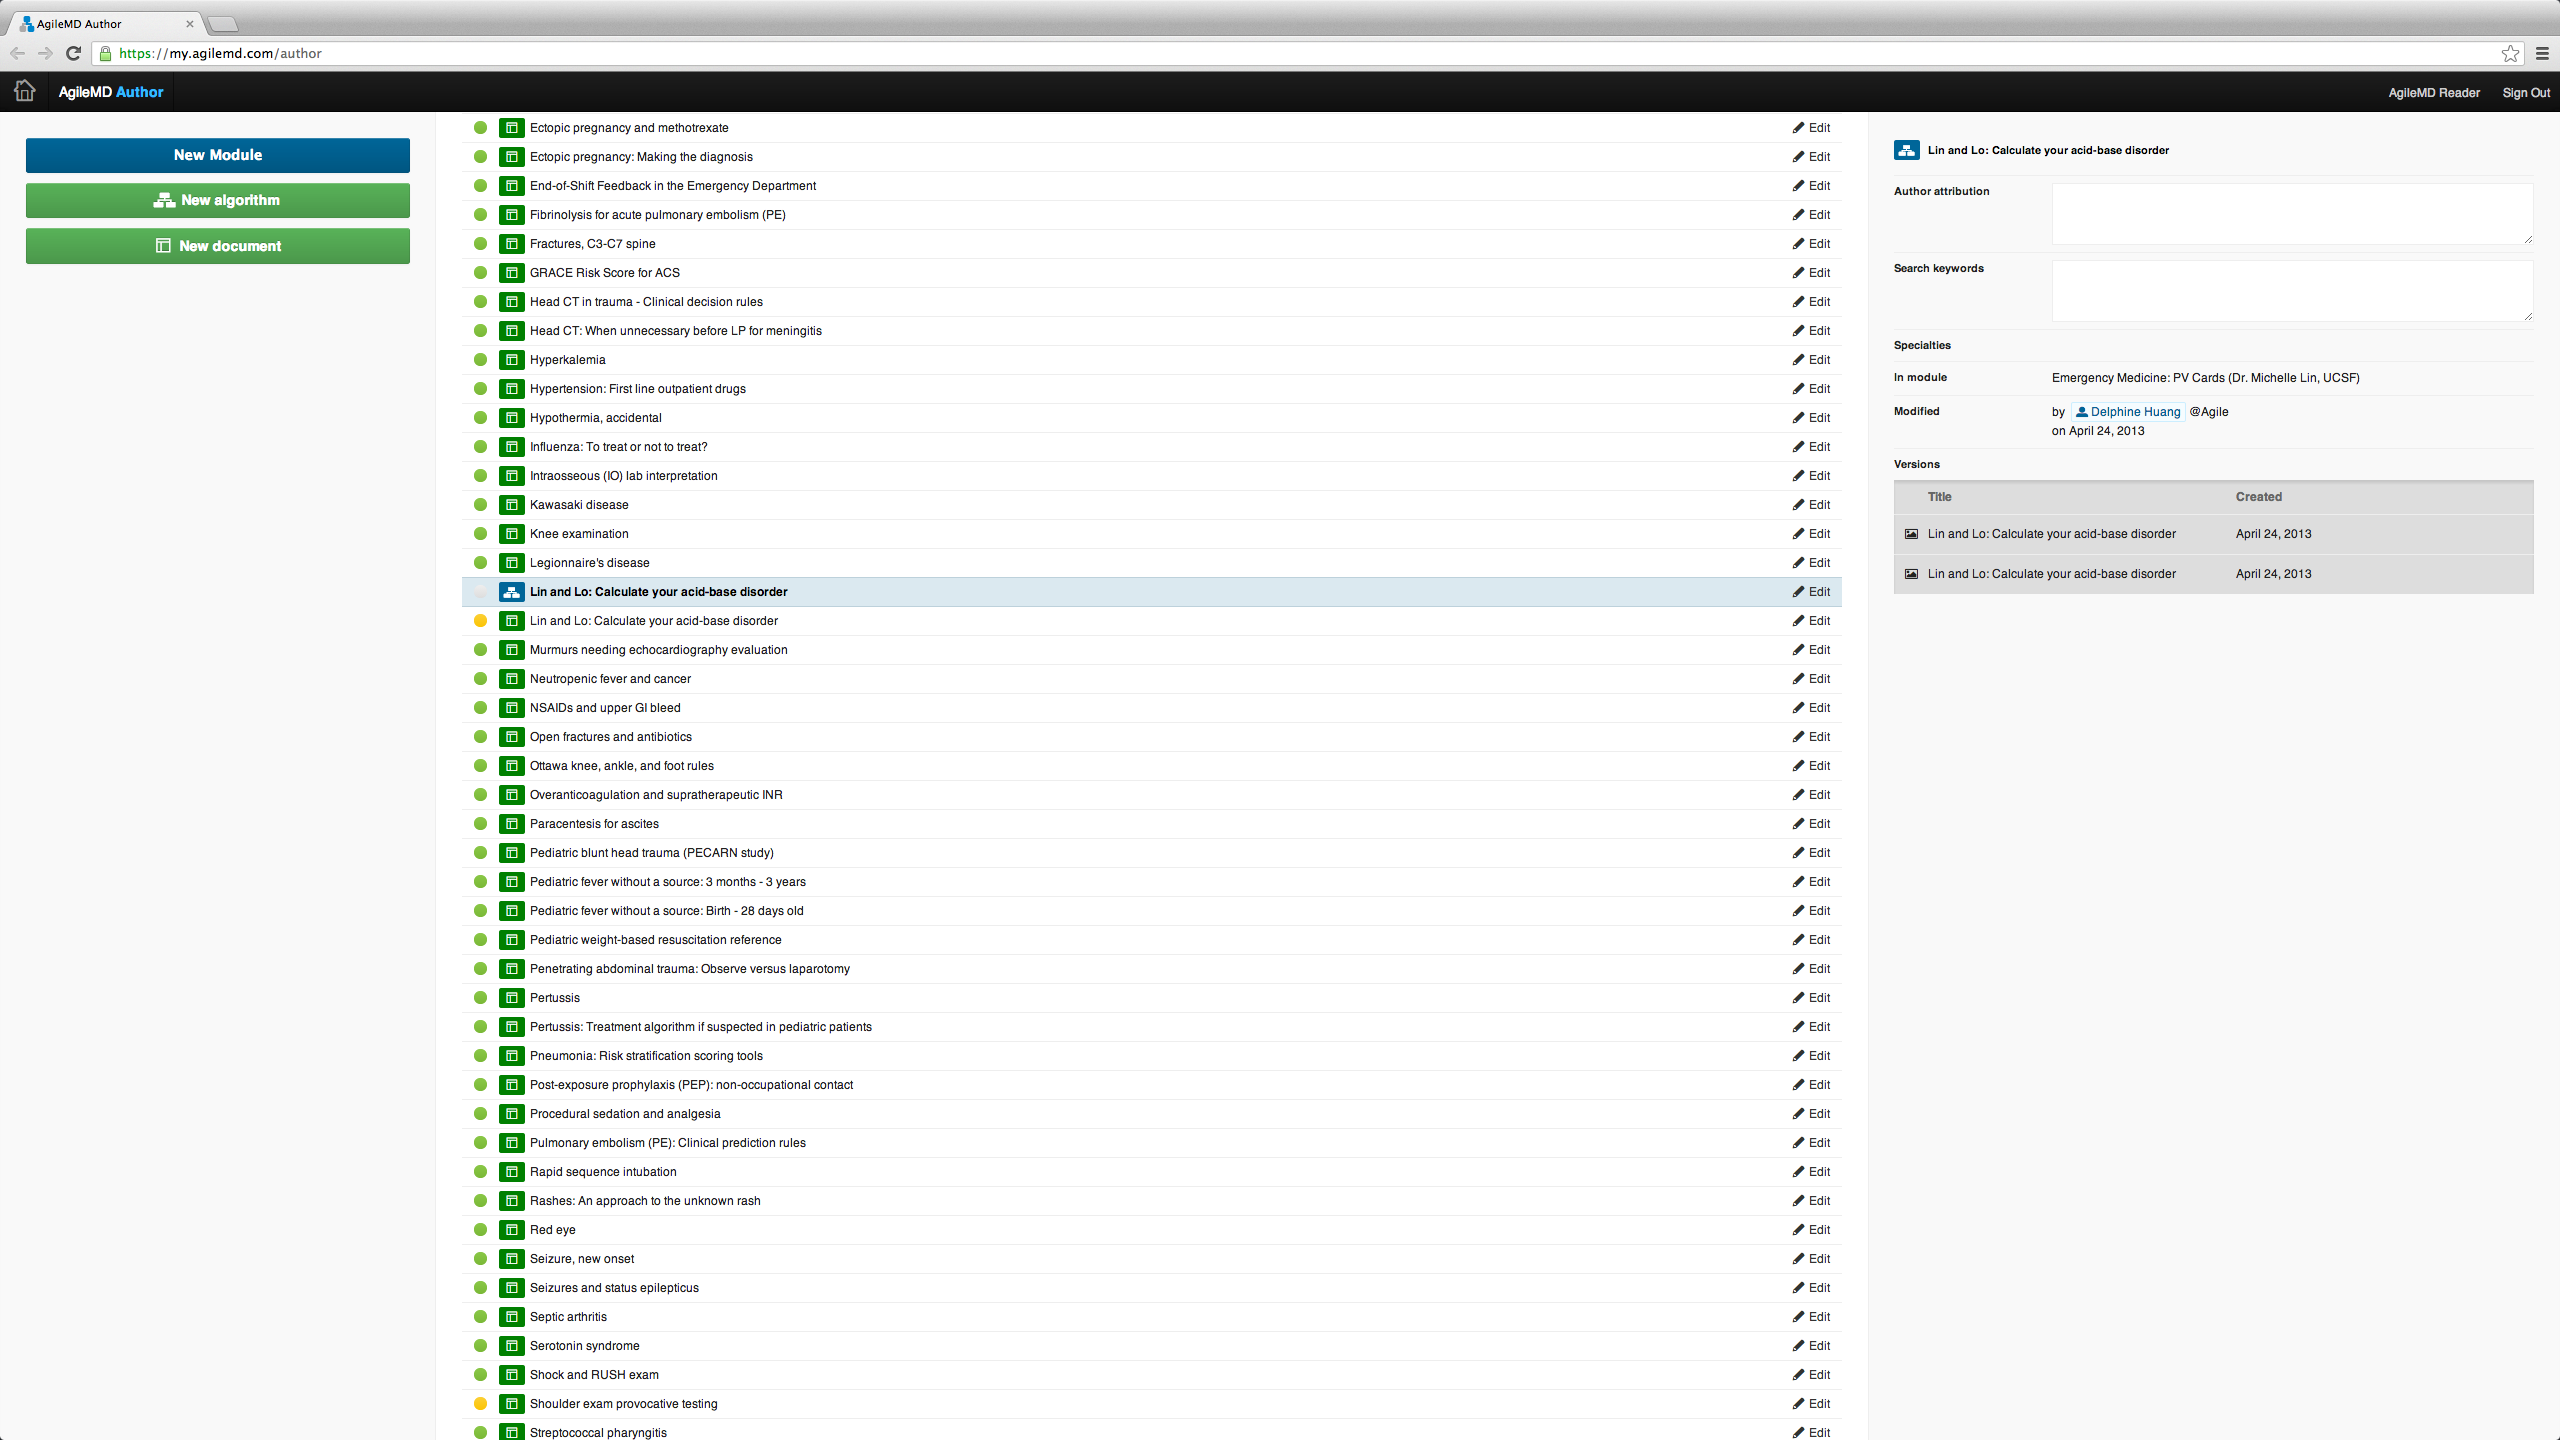 AgileMD Author
https://my.agilemd.com/author
AgileMD Author
AgileMD Reader
Sign Out
New Module
New algorithm
New document
Ectopic pregnancy and methotrexate Edit
Ectopic pregnancy: Making the diagnosis Edit
End-of-Shift Feedback in the Emergency Department Edit
Fibrinolysis for acute pulmonary embolism (PE) Edit
Fractures, C3-C7 spine Edit
GRACE Risk Score for ACS Edit
Head CT in trauma - Clinical decision rules Edit
Head CT: When unnecessary before LP for meningitis Edit
Hyperkalemia Edit
Hypertension: First line outpatient drugs Edit
Hypothermia, accidental Edit
Influenza: To treat or not to treat? Edit
Intraosseous (IO) lab interpretation Edit
Kawasaki disease Edit
Knee examination Edit
Legionnaire's disease Edit
Lin and Lo: Calculate your acid-base disorder Edit
Lin and Lo: Calculate your acid-base disorder Edit
Murmurs needing echocardiography evaluation Edit
Neutropenic fever and cancer Edit
NSAIDs and upper GI bleed Edit
Open fractures and antibiotics Edit
Ottawa knee, ankle, and foot rules Edit
Overanticoagulation and supratherapeutic INR Edit
Paracentesis for ascites Edit
Pediatric blunt head trauma (PECARN study) Edit
Pediatric fever without a source: 3 months - 3 years Edit
Pediatric fever without a source: Birth - 28 days old Edit
Pediatric weight-based resuscitation reference Edit
Penetrating abdominal trauma: Observe versus laparotomy Edit
Pertussis Edit
Pertussis: Treatment algorithm if suspected in pediatric patients Edit
Pneumonia: Risk stratification scoring tools Edit
Post-exposure prophylaxis (PEP): non-occupational contact Edit
Procedural sedation and analgesia Edit
Pulmonary embolism (PE): Clinical prediction rules Edit
Rapid sequence intubation Edit
Rashes: An approach to the unknown rash Edit
Red eye Edit
Seizure, new onset Edit
Seizures and status epilepticus Edit
Septic arthritis Edit
Serotonin syndrome Edit
Shock and RUSH exam Edit
Shoulder exam provocative testing Edit
Streptococcal pharyngitis Edit
Lin and Lo: Calculate your acid-base disorder
Author attribution
Search keywords
Specialties
In module Emergency Medicine: PV Cards (Dr. Michelle Lin, UCSF)
Modified by Delphine Huang @Agile
on April 24, 2013
Versions
Title Created
Lin and Lo: Calculate your acid-base disorder April 24, 2013
Lin and Lo: Calculate your acid-base disorder April 24, 2013